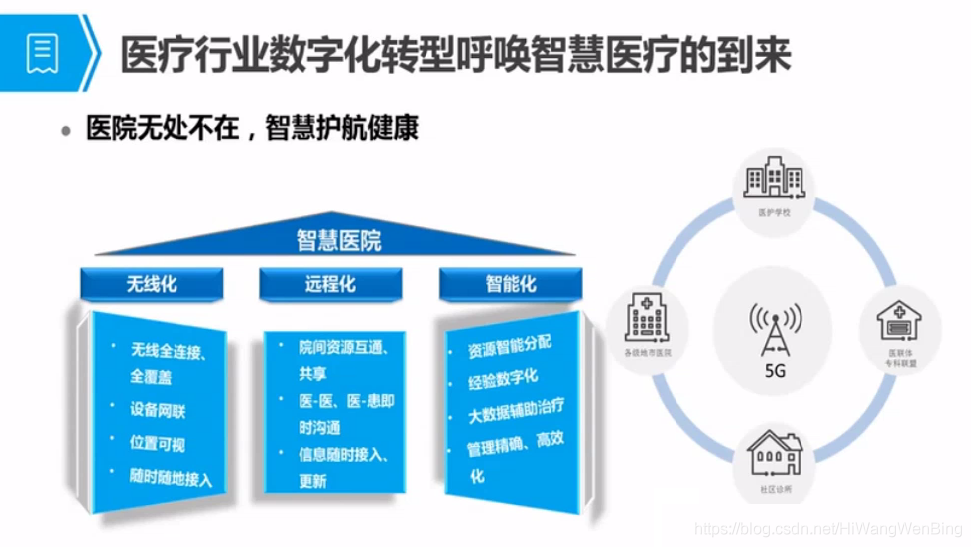 医疗行业数字化转型呼唤智慧医疗的到来
• 医院无处不在，智慧护航健康
智慧医院
无线化
• 无线全连接、
全覆盖
• 设备网联
• 位置可视
• 随时随地接入
远程化
• 院间资源互通、
共享
• 医-医、医-患即
时沟通
• 信息随时接入、
更新
智能化
• 资源智能分配
• 经验数字化
• 大数据辅助治疗
• 管理精确、高效
化
医护学校
各级地市医院
5G
医联体
专科联盟
社区诊所
https://blog.csdn.net/HiWangWenBing